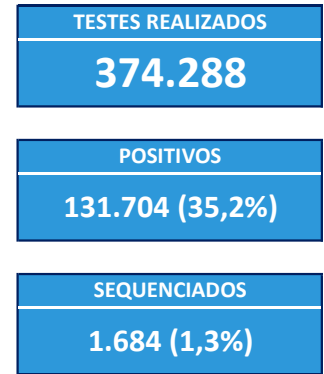 TESTES REALIZADOS
374.288
POSITIVOS
131.704 (35,2%)
SEQUENCIADOS
1.684 (1,3%)